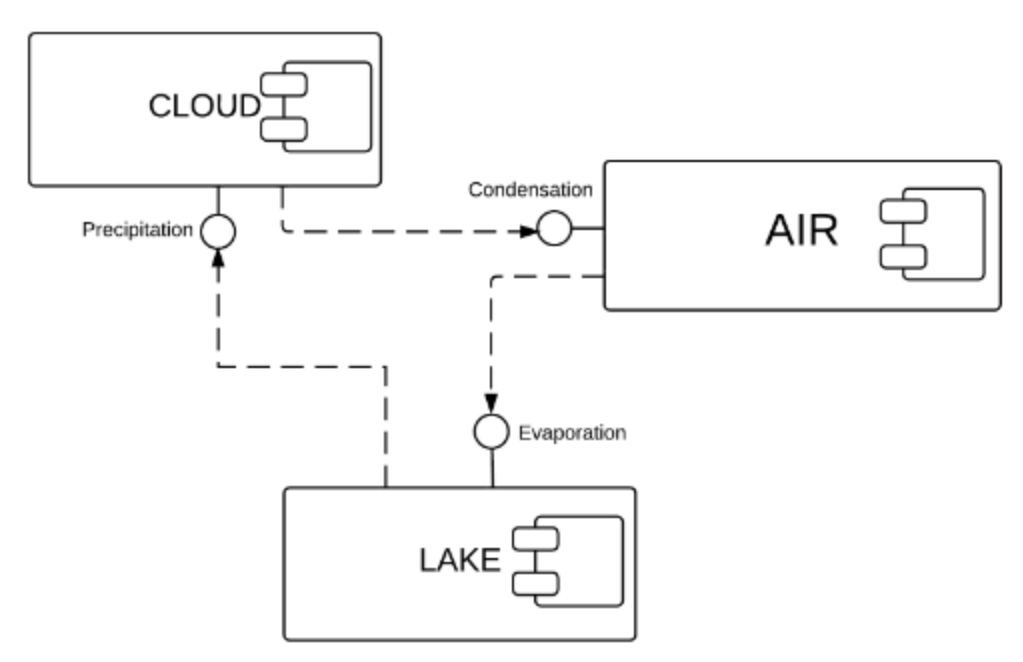 CLOUD
Condensation
Precipitation
AIR
Evaporation
LAKE